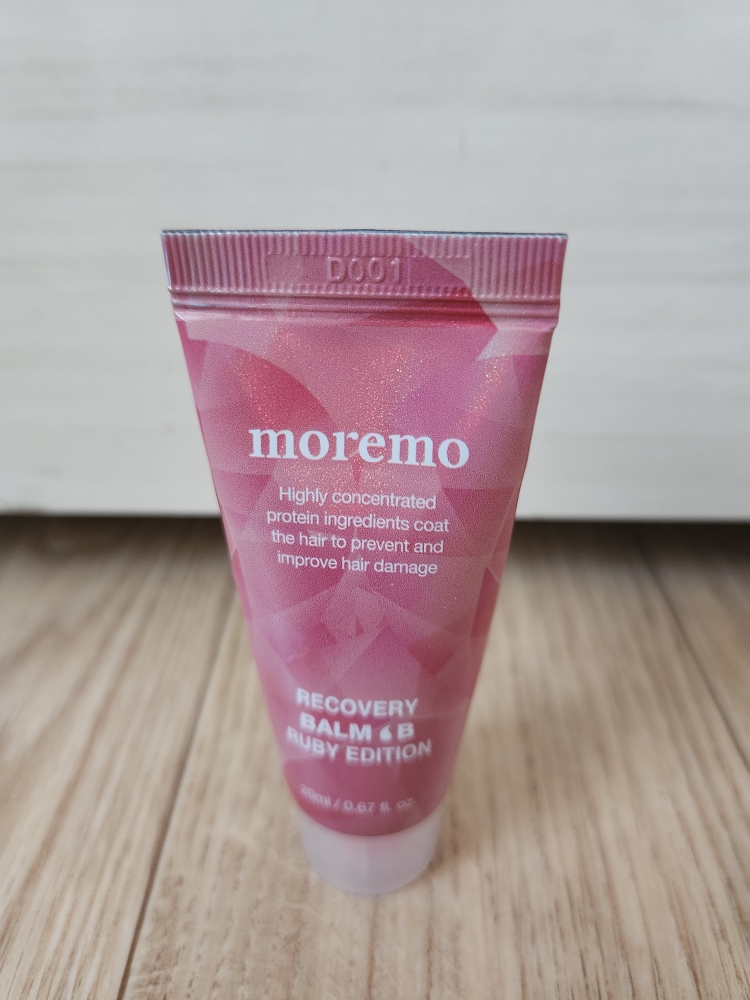 D001
moremo
Highly concentrated
protein ingredients coat
the hair to prevent and
improve hair damage
RECOVERY
BALM B
RUBY EDITION
20ml / 0.67 fl. oz